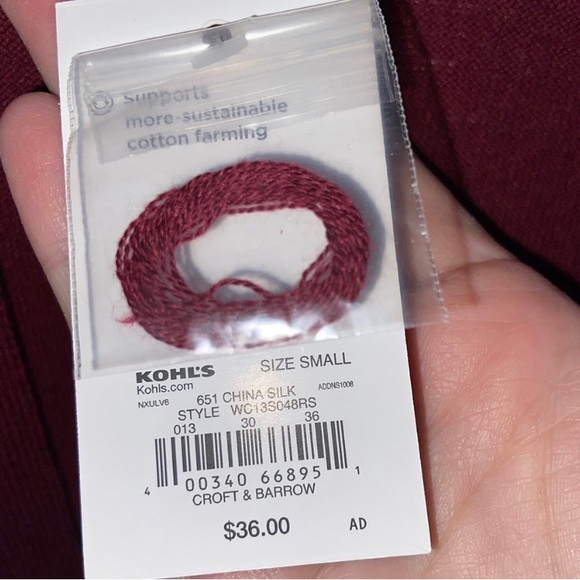 Supports
more-sustainable
cotton farming
KOHL'S SIZE SMALL
Kohls.com
NXULV6 651 CHINA SILK ADDNS1008
STYLE WC13S048RS
013 30 36
4 00340 66895 1
CROFT & BARROW
$36.00 AD